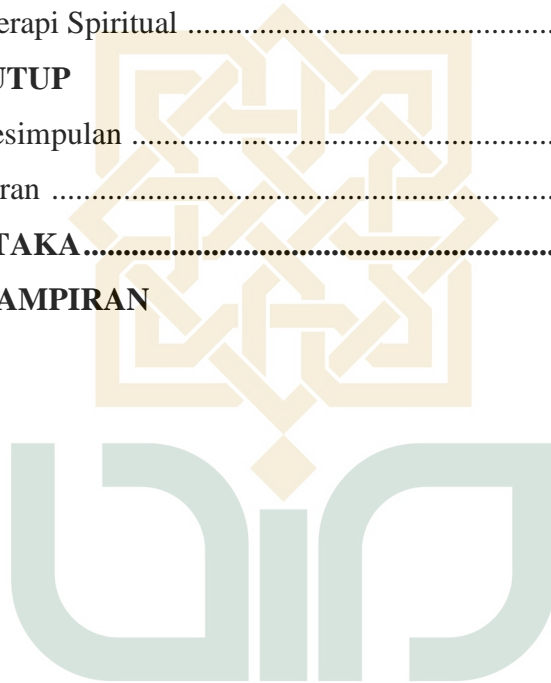 erapi Spiritual ........................................................
UTUP
esimpulan .................................................................
ran ............................................................................
TAKA.......................................................................
AMPIRAN